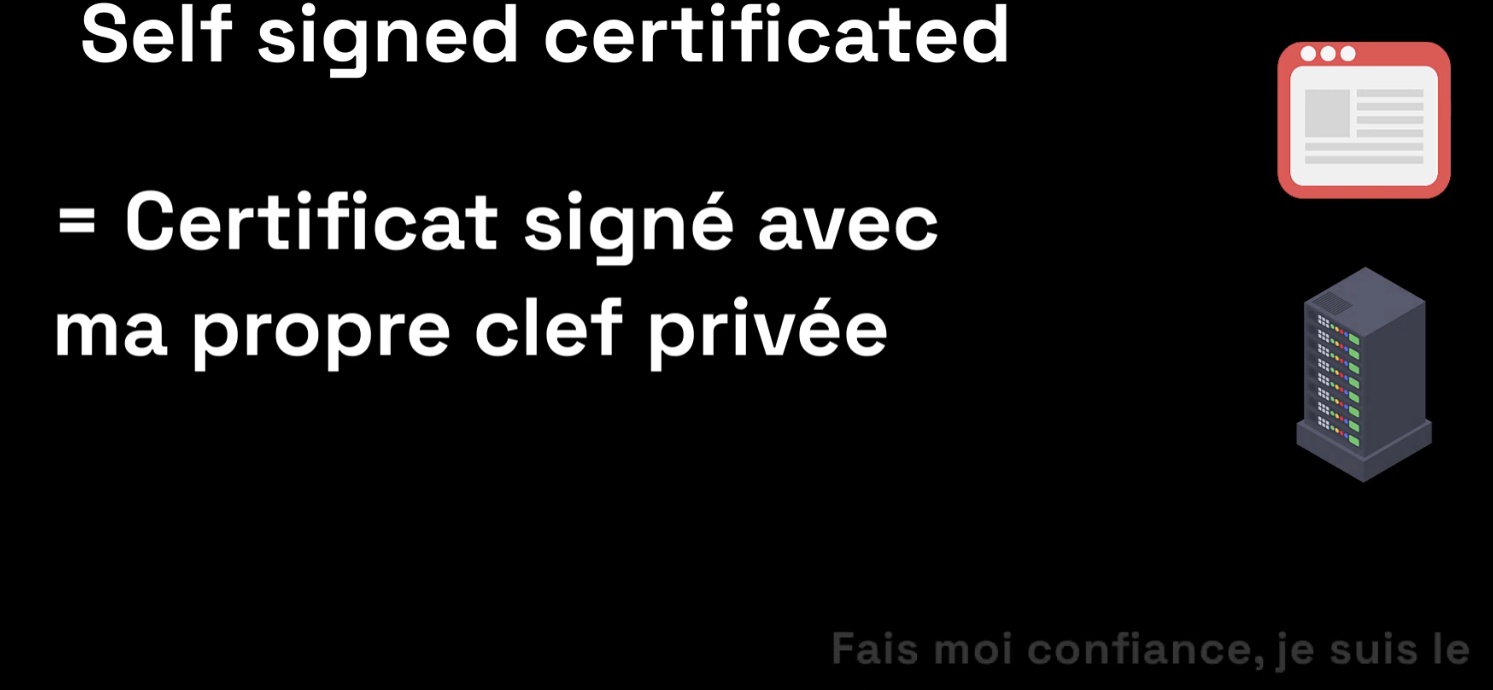 Self signed certificated
= Certificat signé avec
ma propre clef privée
Fais moi confiance, je suis le